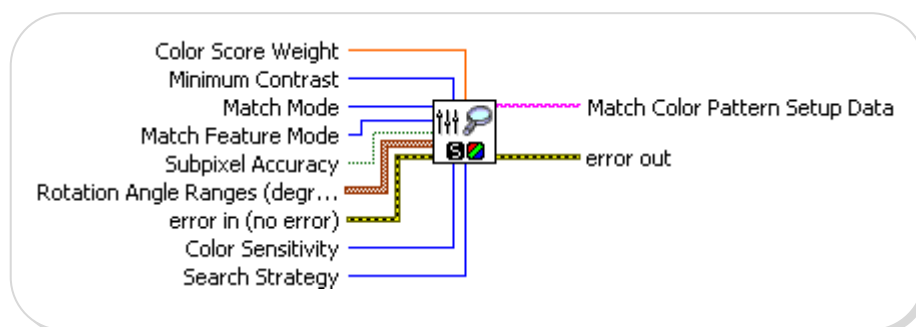 Color Score Weight
Minimum Contrast
Match Mode
Match Feature Mode
Subpixel Accuracy
Rotation Angle Ranges (degr...
error in (no error)
Color Sensitivity
Search Strategy
S
Match Color Pattern Setup Data
error out